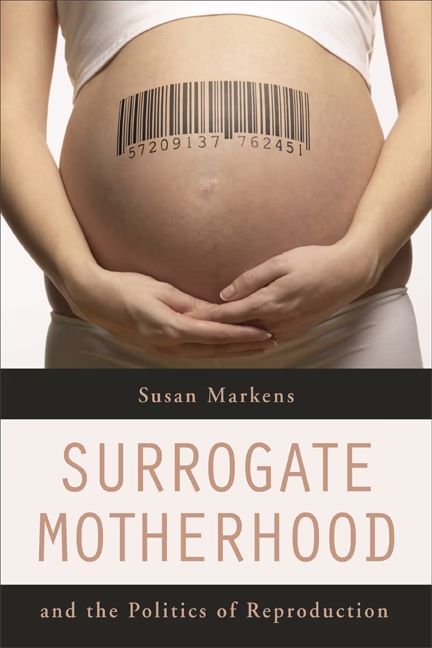 57209137 762451
Susan Markens
SURROGATE
MOTHERHOOD
and the Politics of Reproduction